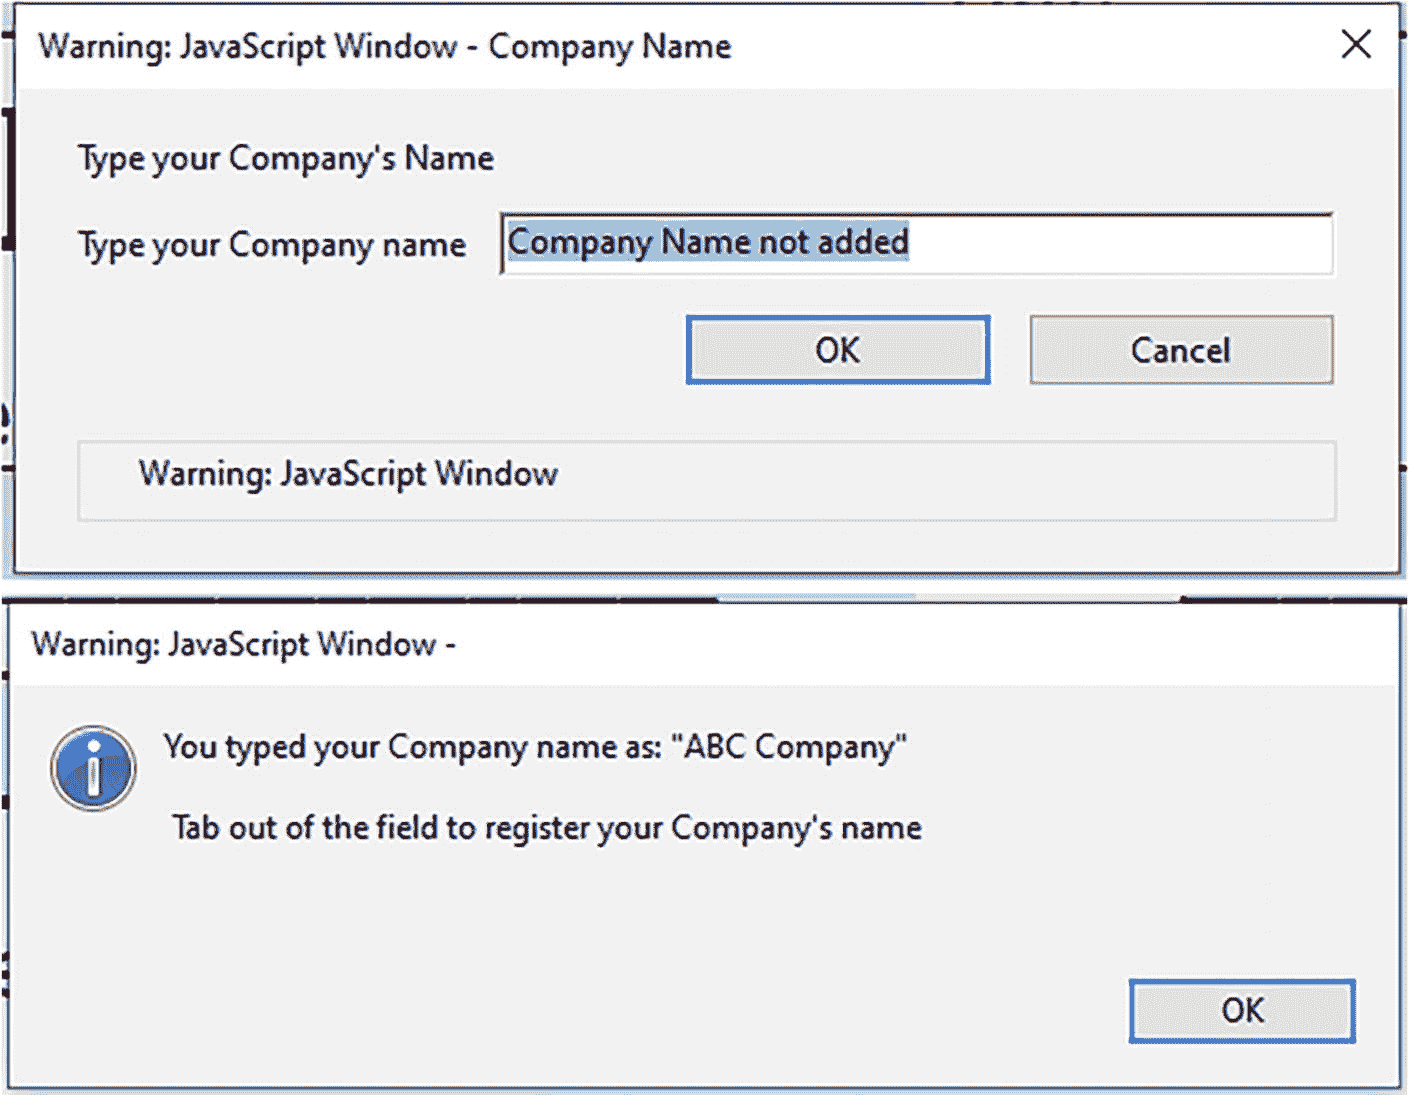 Warning: JavaScript Window - Company Name
Type your Company's Name
Type your Company name Company Name not added
OK Cancel
Warning: JavaScript Window
Warning: JavaScript Window -
You typed your Company name as: "ABC Company"
Tab out of the field to register your Company's name
OK